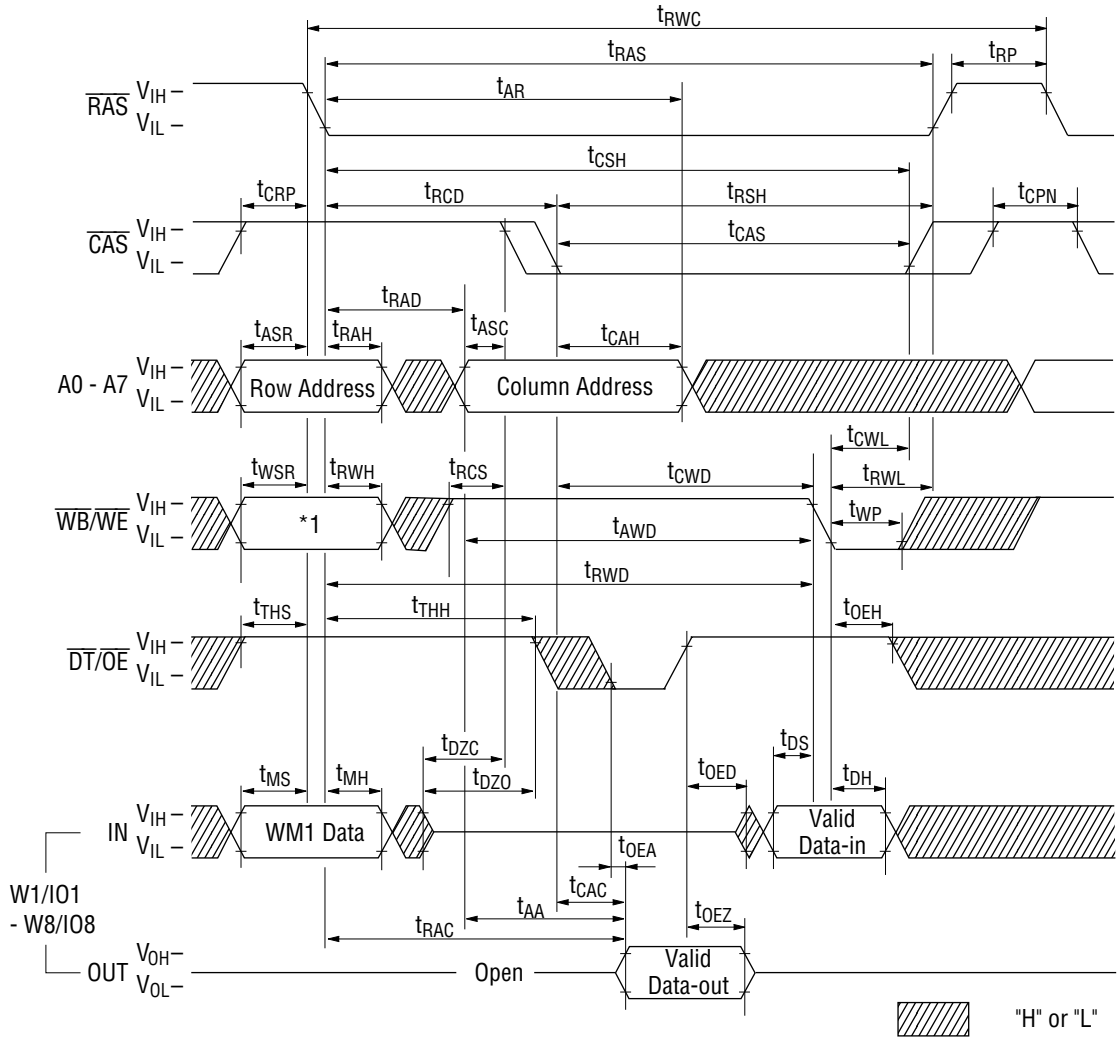 tRWC
tRAS
tRP
tAR
RAS VIH
VIL
tCSH
tCRP
tRCD
tRSH
tCPN
CAS VIH
VIL
tCAS
tRAD
tASR
tRAH
tASC
tCAH
A0 - A7 VIH
VIL
Row Address
Column Address
tCWL
tWSR
tRWH
tRCS
tCWD
tRWL
WB/WE VIH
VIL
*1
tAWD
tWP
tRWD
tTHS
tTHH
tOEH
DT/OE VIH
VIL
tDZC
tDS
tMS
tMH
tDZO
tOED
tDH
IN VIH
VIL
WM1 Data
Valid
Data-in
tOEA
W1/IO1
- W8/IO8
tCAC
tAA
tOEZ
tRAC
OUT VOH
VOL
Open
Valid
Data-out
"H" or "L"